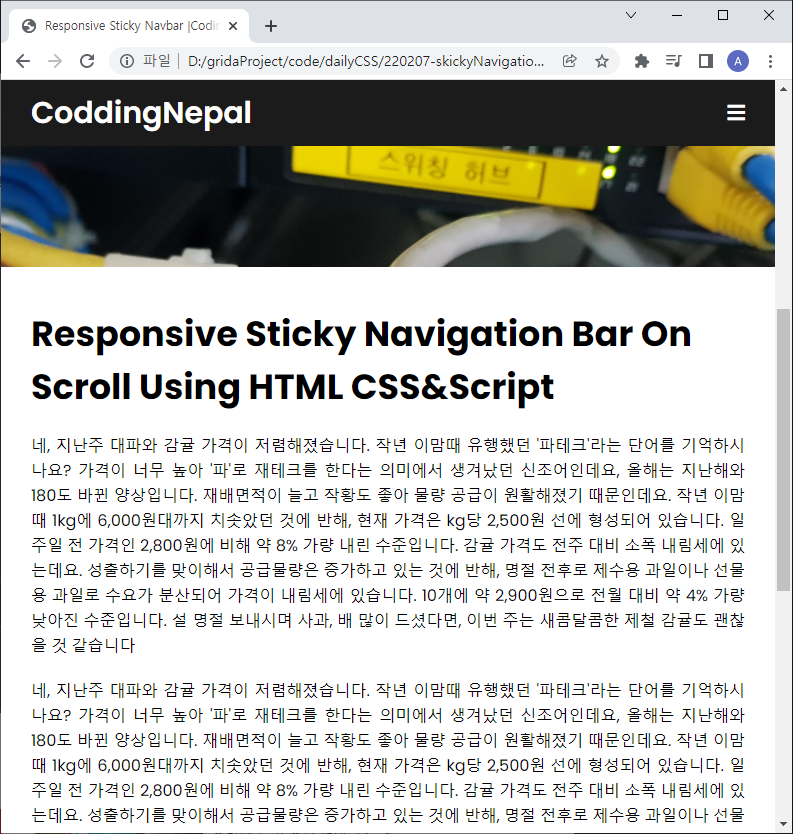 Responsive Sticky Navbar |Codin
파일
D:/gridaProject/code/dailyCSS/220207-skickyNavigatio...
A
CoddingNepal
스위칭 허브
Responsive Sticky Navigation Bar On
Scroll Using HTML CSS&Script
네, 지난주 대파와 감귤 가격이 저렴해졌습니다. 작년 이맘때 유행했던 '파테크'라는 단어를 기억하시
나요? 가격이 너무 높아 '파'로 재테크를 한다는 의미에서 생겨났던 신조어인데요, 올해는 지난해와
180도 바뀐 양상입니다. 재배면적이 늘고 작황도 좋아 물량 공급이 원활해졌기 때문인데요. 작년 이맘
때 1kg에 6,000원대까지 치솟았던 것에 반해, 현재 가격은 kg당 2,500원 선에 형성되어 있습니다. 일
주일 전 가격인 2,800원에 비해 약 8% 가량 내린 수준입니다. 감귤 가격도 전주 대비 소폭 내림세에 있
는데요. 성출하기를 맞이해서 공급물량은 증가하고 있는 것에 반해, 명절 전후로 제수용 과일이나 선물
용 과일로 수요가 분산되어 가격이 내림세에 있습니다. 10개에 약 2,900원으로 전월 대비 약 4% 가량
낮아진 수준입니다. 설 명절 보내시며 사과, 배 많이 드셨다면, 이번 주는 새콤달콤한 제철 감귤도 괜찮
을 것 같습니다
네, 지난주 대파와 감귤 가격이 저렴해졌습니다. 작년 이맘때 유행했던 '파테크'라는 단어를 기억하시
나요? 가격이 너무 높아 '파'로 재테크를 한다는 의미에서 생겨났던 신조어인데요, 올해는 지난해와
180도 바뀐 양상입니다. 재배면적이 늘고 작황도 좋아 물량 공급이 원활해졌기 때문인데요. 작년 이맘
때 1kg에 6,000원대까지 치솟았던 것에 반해, 현재 가격은 kg당 2,500원 선에 형성되어 있습니다. 일
주일 전 가격인 2,800원에 비해 약 8% 가량 내린 수준입니다. 감귤 가격도 전주 대비 소폭 내림세에 있
는데요. 성출하기를 맞이해서 공급물량은 증가하고 있는 것에 반해, 명절 전후로 제수용 과일이나 선물